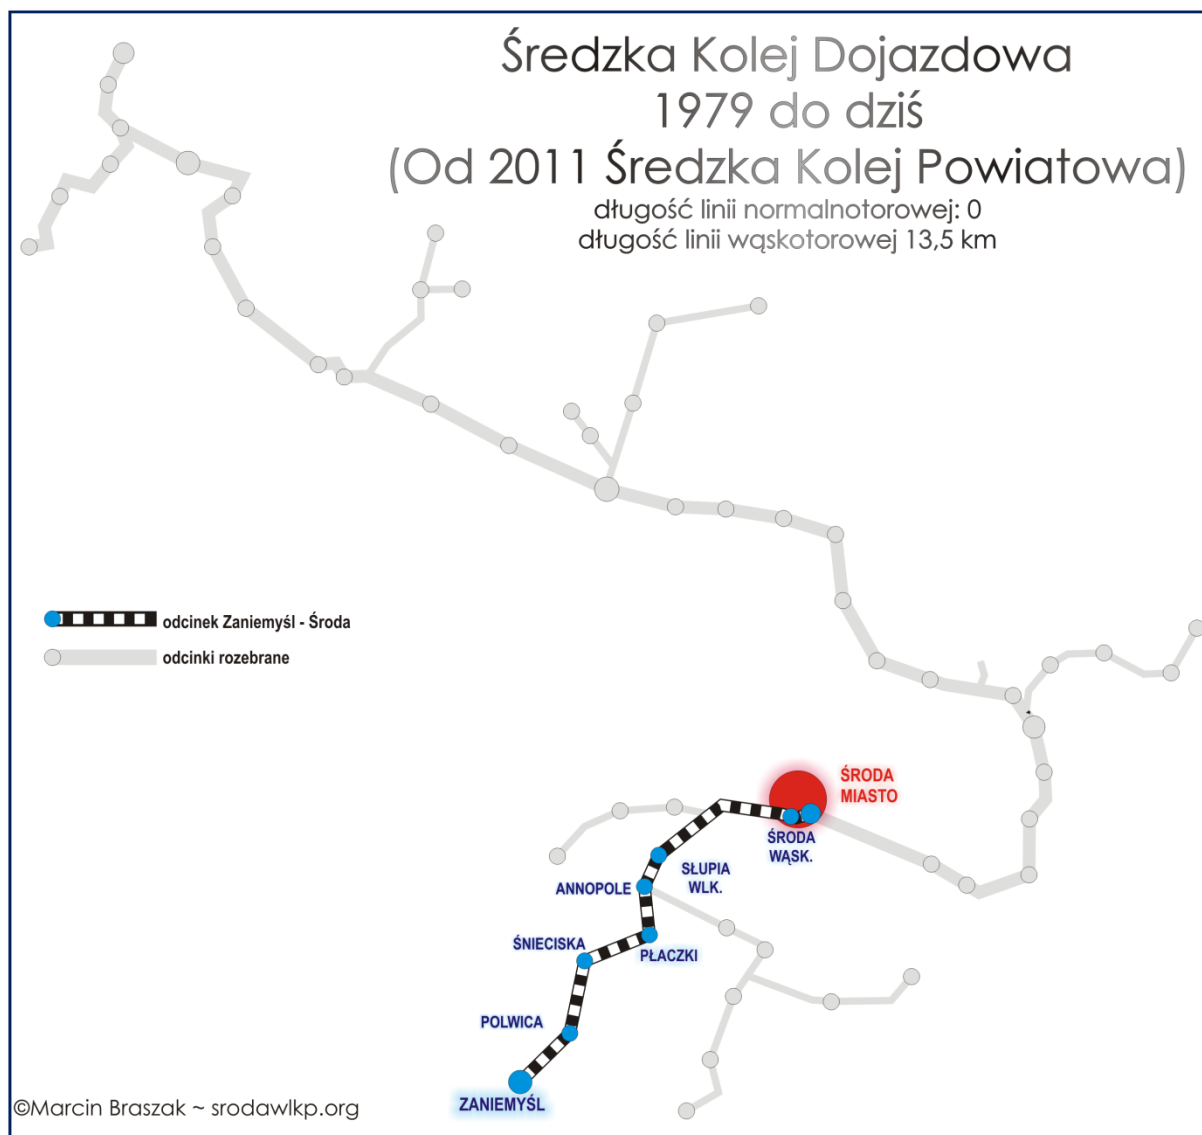 Średzka Kolej Dojazdowa
1979 do dziś
(Od 2011 Średzka Kolej Powiatowa)
długość linii normalnotorowej: 0
długość linii wąskotorowej 13,5 km
odcinek Zaniemyśl - Środa
odcinki rozebrane
ŚRODA
MIASTO
ŚRODA
WĄSK.
SŁUPIA
WLK.
ANNOPOLE
ŚNIECISKA
PŁACZKI
POLWICA
ZANIEMYŚL
©Marcin Braszak ~ srodawlkp.org